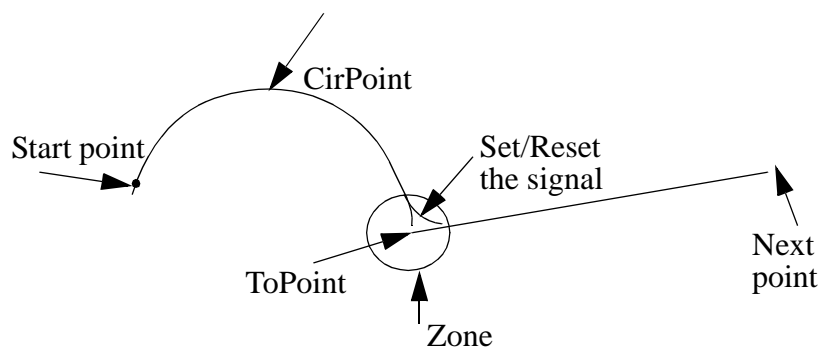 CirPoint
Start point
Set/Reset
the signal
Next
point
ToPoint
Zone